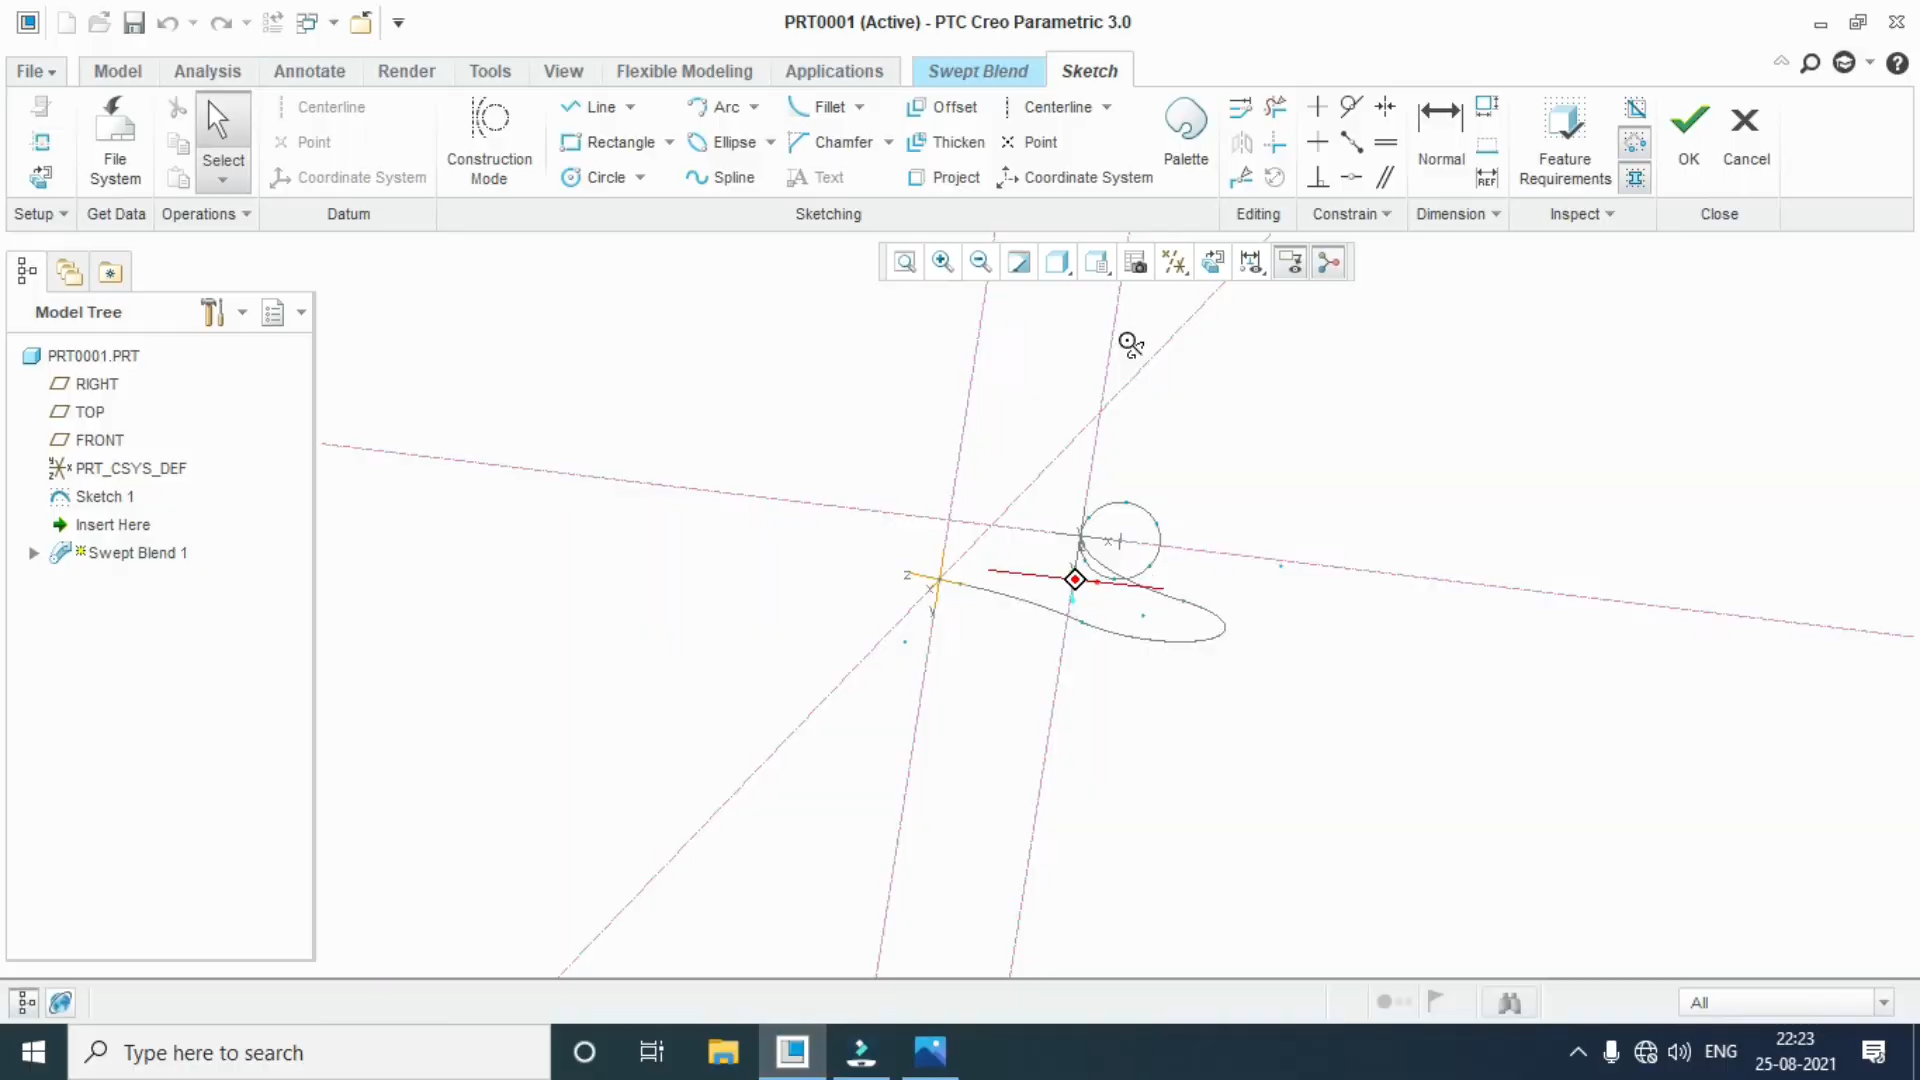 PRT0001 (Active) - PTC Creo Parametric 3.0
File Model Analysis Annotate Render Tools View Flexible Modeling Applications Swept Blend Sketch
Centerline Line Arc Fillet Offset Centerline
Point Rectangle Ellipse Chamfer Thicken Point
File System Select Coordinate System Construction Mode Circle Spline Text Project Coordinate System Palette Normal REF Feature Requirements OK Cancel
Setup Get Data Operations Datum Sketching Editing Constrain Dimension Inspect Close
Model Tree
PRT0001.PRT
RIGHT
TOP
FRONT
PRT_CSYS_DEF
Sketch 1
Insert Here
Swept Blend 1
X
Z
X
Y
All
Type here to search
ENG
22:23
25-08-2021